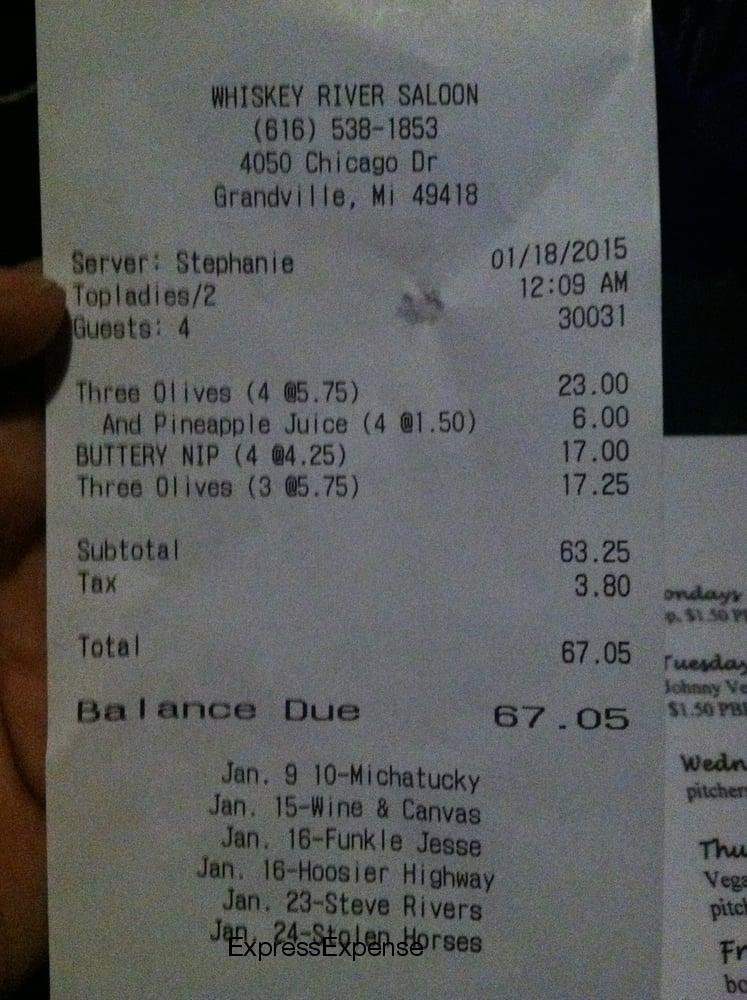 WHISKEY RIVER SALOON
(616) 538-1853
4050 Chicago Dr
Grandville, Mi 49418
Server: Stephanie 01/18/2015
Topladies/2 12:09 AM
Guests: 4 30031
Three Olives (4 @5.75) 23.00
And Pineapple Juice (4 @1.50) 6.00
BUTTERY NIP (4 @4.25) 17.00
Three Olives (3 @5.75) 17.25
Subtotal 63.25
Tax 3.80
Total 67.05
Balance Due 67.05
Jan. 9 10-Michatucky
Jan. 15-Wine & Canvas
Jan. 16-Funkle Jesse
Jan. 16-Hoosier Highway
Jan. 23-Steve Rivers
Jan. 24-Stolen Horses
ExpressExpense
ondays
p. $1.50 P
Tuesday
Johnny Ve
$1.50 PB
Wedn
pitcher
Thu
Vega
pitch
Fr
bo